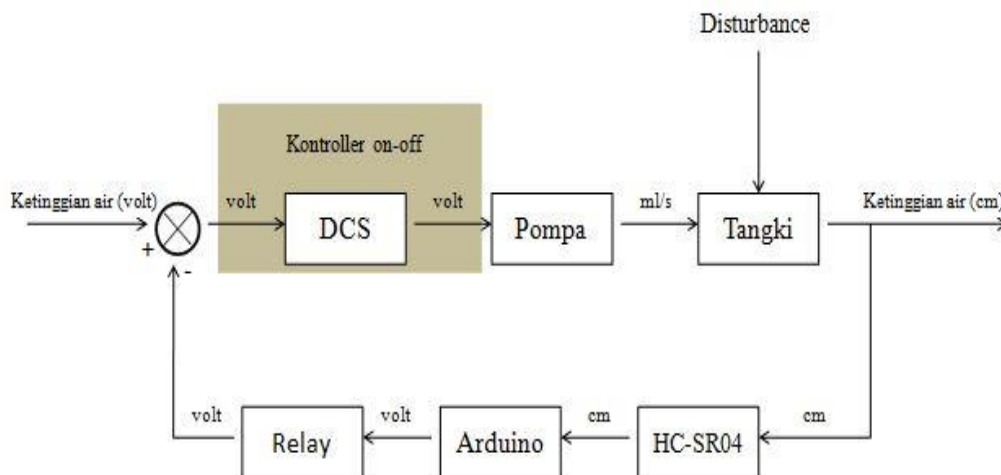 Disturbance
Kontroller on-off
Ketinggian air (volt)
volt
volt
ml/s
Ketinggian air (cm)
DCS
Pompa
Tangki
+
-
volt
volt
cm
cm
Relay
Arduino
HC-SR04